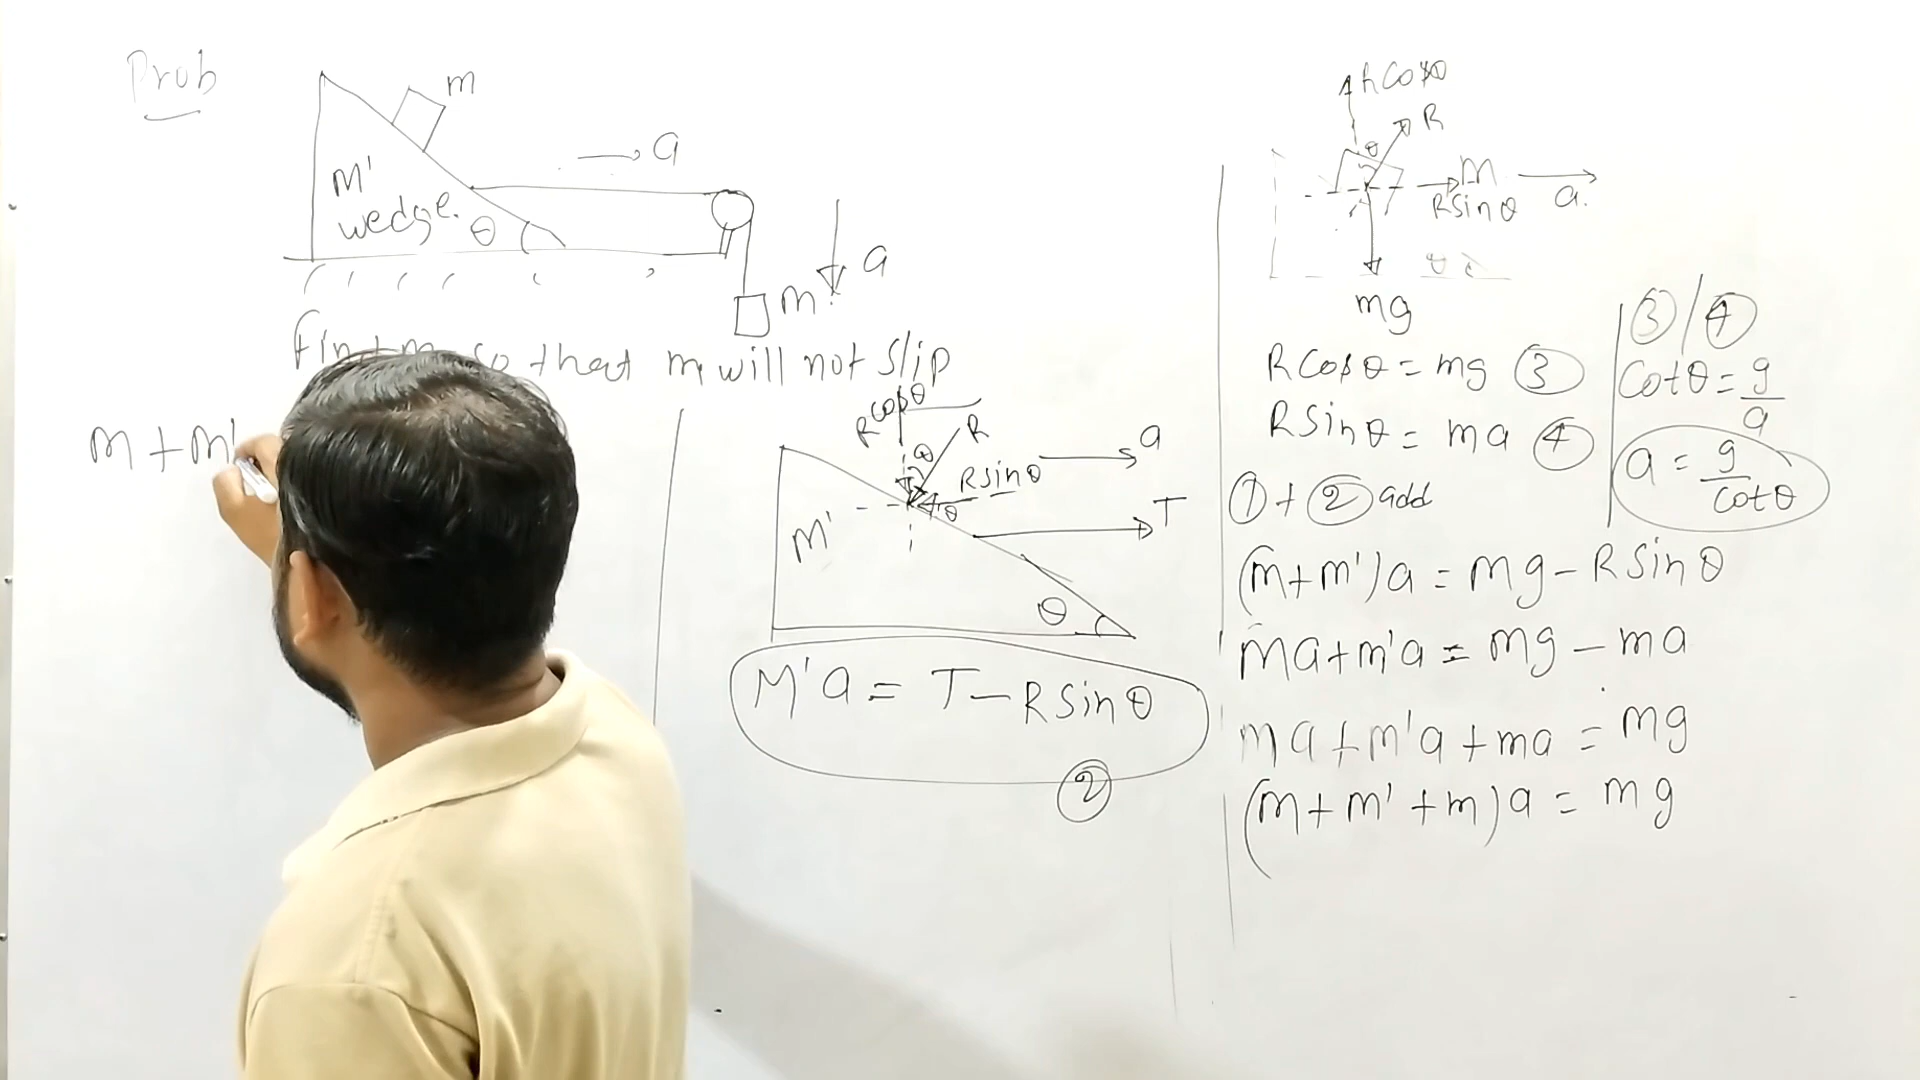 Prob
m
M'
wedge.
θ
a
a
m
Find m so that m will not slip
m + m'
R cosθ
R
θ
R sinθ
a
θ
T
M'
θ
M'a = T - R sinθ
②
R
θ
m
R sinθ
a.
mg
R cosθ = mg ③
R sinθ = ma ④
③/④
cotθ = g/a
a = g/cotθ
① + ② add
(m+m')a = mg - R sinθ
ma + m'a = mg - ma
ma + m'a + ma = mg
(m + m' + m)a = mg